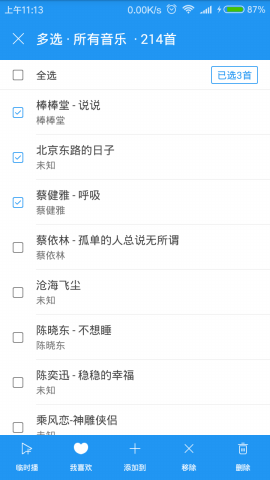 上午11:13 0.00K/s 87%
多选 · 所有音乐 · 214首
全选 已选3首
棒棒堂 - 说说
棒棒堂
北京东路的日子
未知
蔡健雅 - 呼吸
蔡健雅
蔡依林 - 孤单的人总说无所谓
蔡依林
沧海飞尘
未知
陈晓东 - 不想睡
陈晓东
陈奕迅 - 稳稳的幸福
陈奕迅
乘风恋-神雕侠侣
未知
临时播 我喜欢 添加到 移除 删除